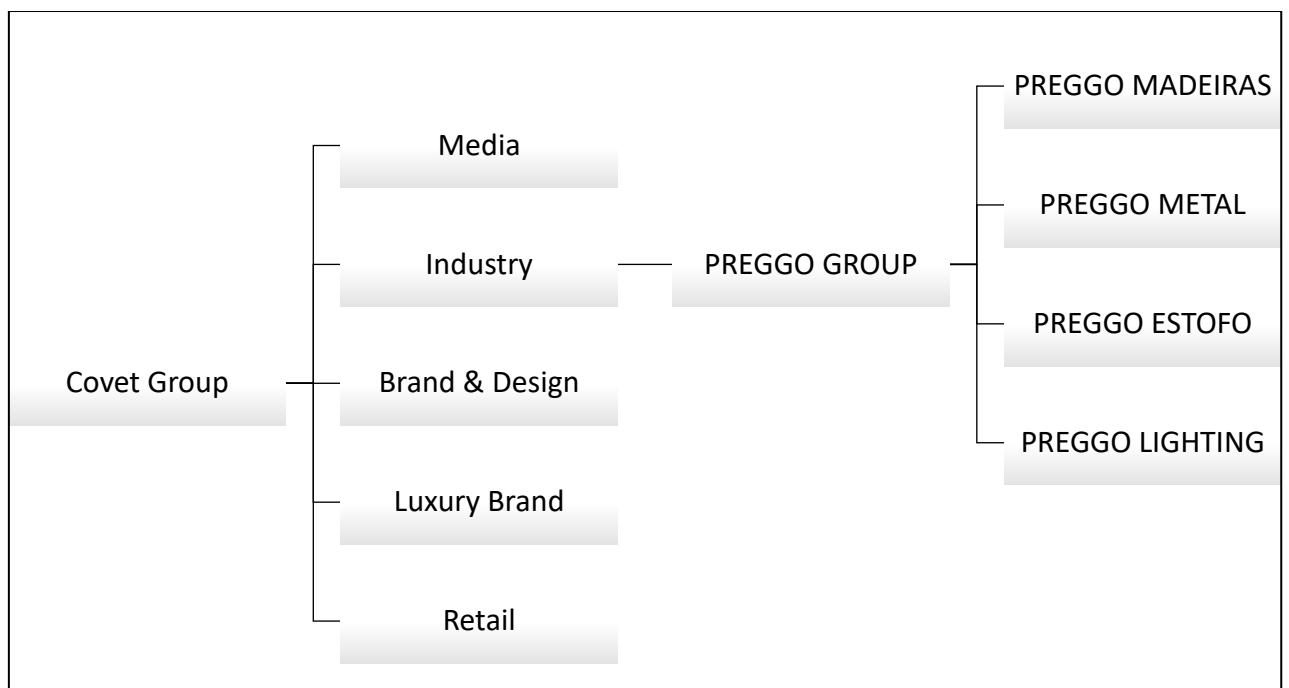 Covet Group
Media
Industry
Brand & Design
Luxury Brand
Retail
PREGGO GROUP
PREGGO MADEIRAS
PREGGO METAL
PREGGO ESTOFO
PREGGO LIGHTING